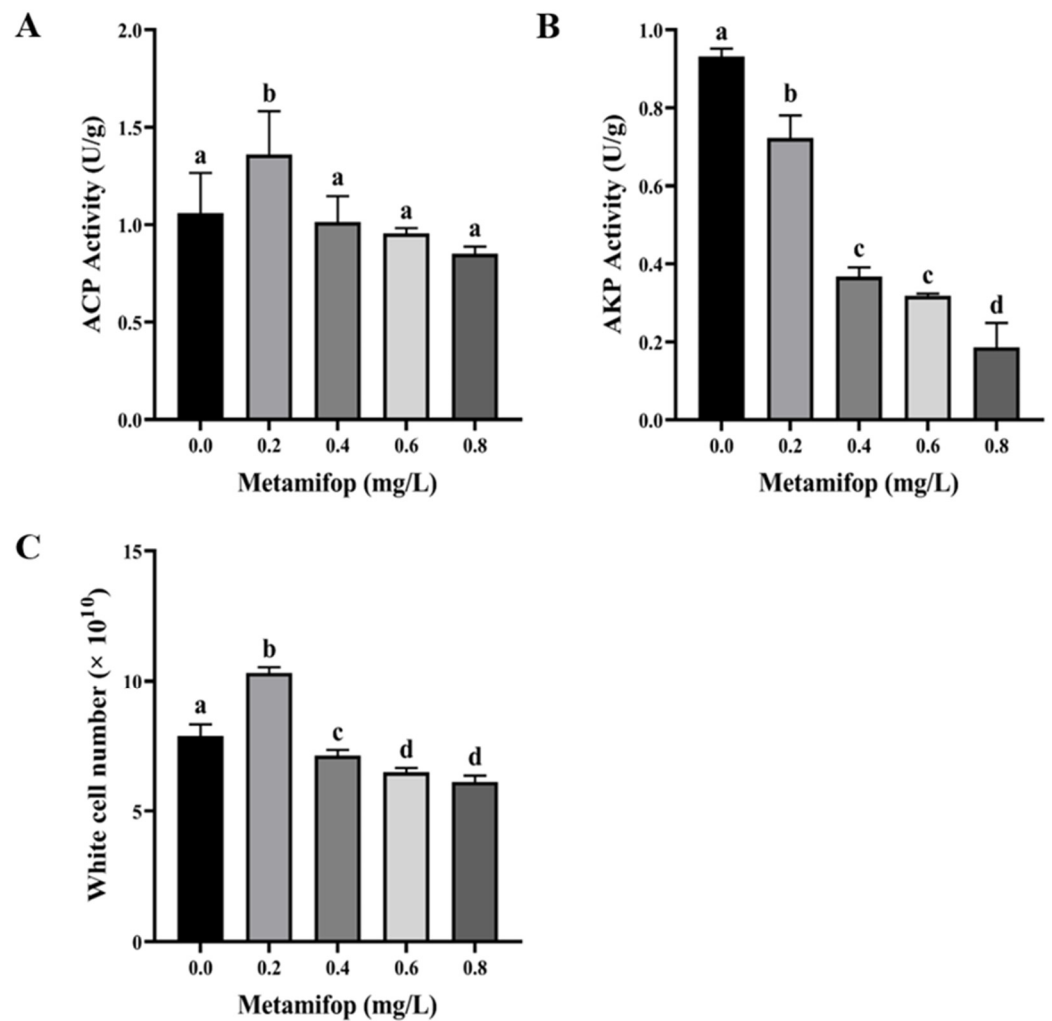 A
ACP Activity (U/g)
2.0
1.5
1.0
0.5
0.0
a
b
a
a
a
0.0 0.2 0.4 0.6 0.8
Metamifop (mg/L)
B
AKP Activity (U/g)
1.0
0.8
0.6
0.4
0.2
0.0
a
b
c
c
d
0.0 0.2 0.4 0.6 0.8
Metamifop (mg/L)
C
White cell number (× 10¹⁰)
15
10
5
0
a
b
c
d
d
0.0 0.2 0.4 0.6 0.8
Metamifop (mg/L)